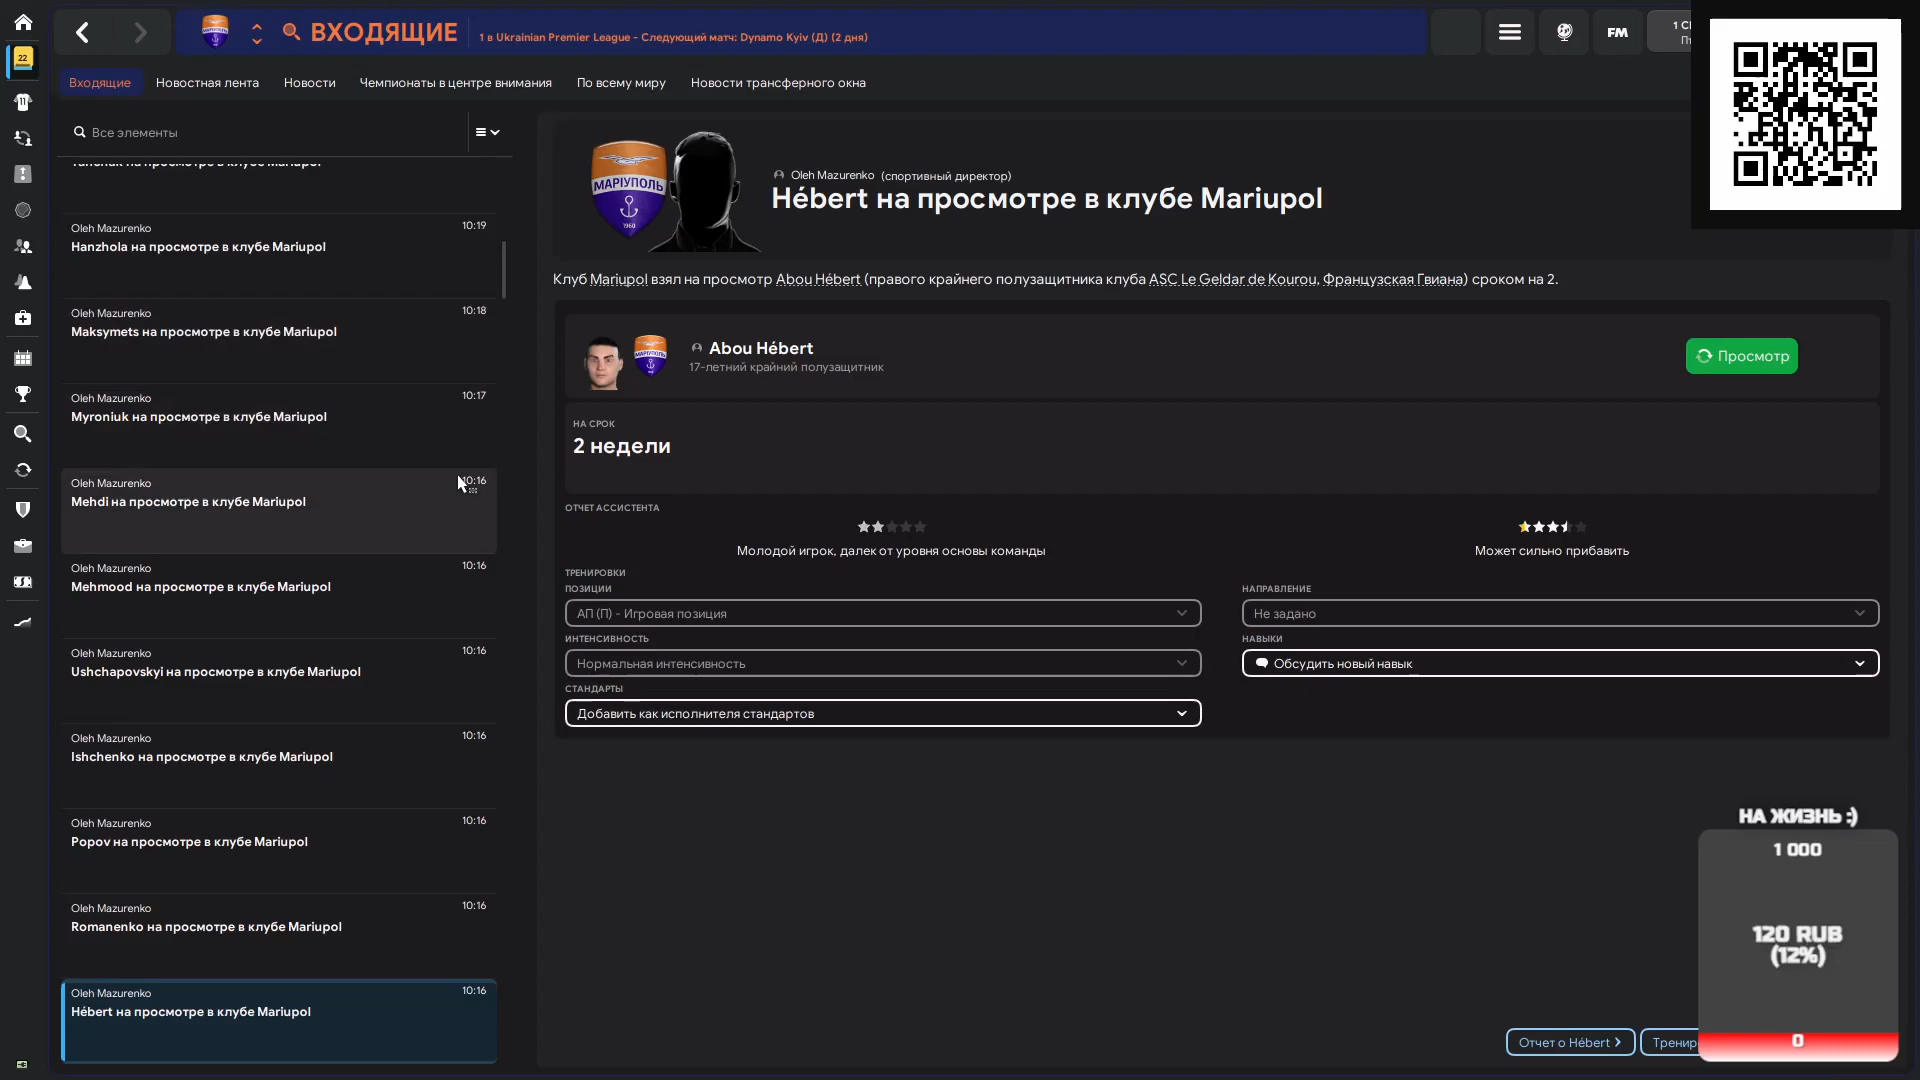 22
ВХОДЯЩИЕ
1 в Ukrainian Premier League - Следующий матч: Dynamo Kyiv (Д) (2 дня)
FM
Входящие
Новостная лента
Новости
Чемпионаты в центре внимания
По всему миру
Новости трансферного окна
Все элементы
Oleh Mazurenko
10:19
Hanzhola на просмотре в клубе Mariupol
Oleh Mazurenko
10:18
Maksymets на просмотре в клубе Mariupol
Oleh Mazurenko
10:17
Myroniuk на просмотре в клубе Mariupol
Oleh Mazurenko
10:16
Mehdi на просмотре в клубе Mariupol
Oleh Mazurenko
10:16
Mehmood на просмотре в клубе Mariupol
Oleh Mazurenko
10:16
Ushchapovskyi на просмотре в клубе Mariupol
Oleh Mazurenko
10:16
Ishchenko на просмотре в клубе Mariupol
Oleh Mazurenko
10:16
Popov на просмотре в клубе Mariupol
Oleh Mazurenko
10:16
Romanenko на просмотре в клубе Mariupol
Oleh Mazurenko
10:16
Hébert на просмотре в клубе Mariupol
МАРІУПОЛЬ
1960
Oleh Mazurenko (спортивный директор)
Hébert на просмотре в клубе Mariupol
Клуб Mariupol взял на просмотр Abou Hébert (правого крайнего полузащитника клуба ASC Le Geldar de Kourou, Французская Гвиана) сроком на 2.
Abou Hébert
17-летний крайний полузащитник
Просмотр
НА СРОК
2 недели
ОТЧЕТ АССИСТЕНТА
Молодой игрок, далек от уровня основы команды
Может сильно прибавить
ТРЕНИРОВКИ
ПОЗИЦИИ
АП (П) - Игровая позиция
НАПРАВЛЕНИЕ
Не задано
ИНТЕНСИВНОСТЬ
Нормальная интенсивность
НАВЫКИ
Обсудить новый навык
СТАНДАРТЫ
Добавить как исполнителя стандартов
Отчет о Hébert
Тренир
НА ЖИЗНЬ :)
1 000
120 RUB
(12%)
0